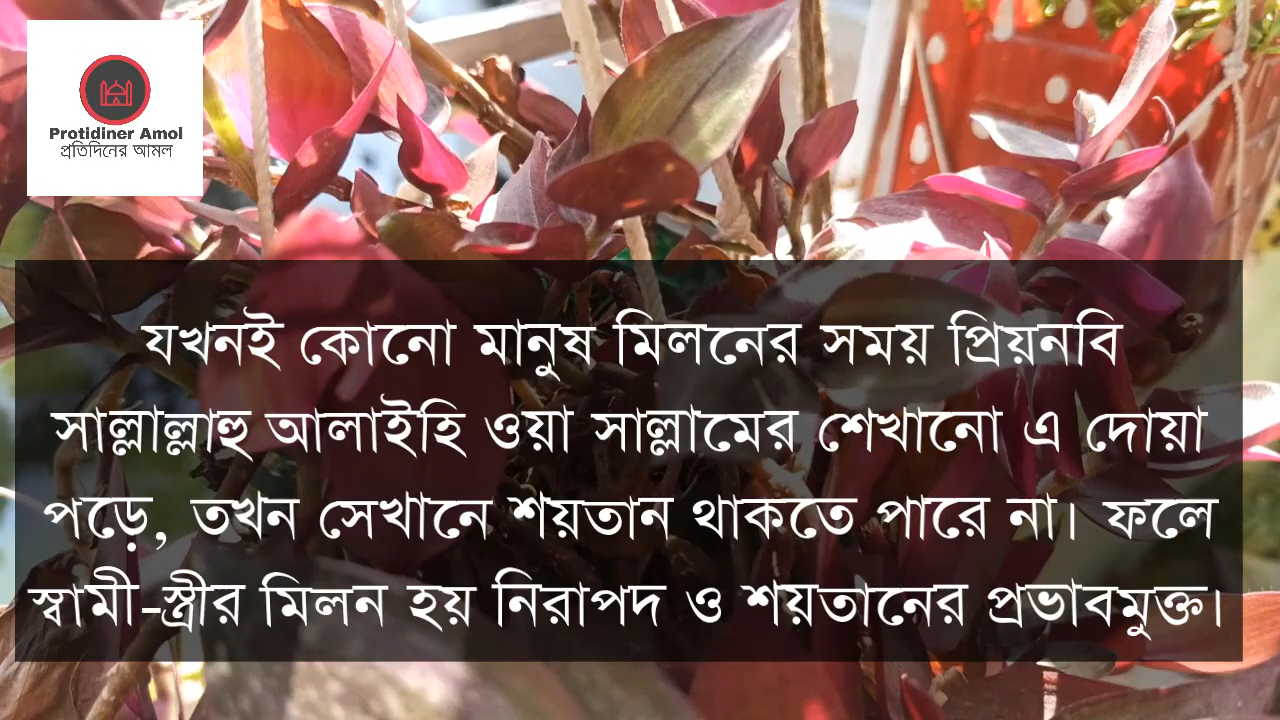 Protidiner Amol
প্রতিদিনের আমল
যখনই কোনো মানুষ মিলনের সময় প্রিয়নবি
সাল্লাল্লাহু আলাইহি ওয়া সাল্লামের শেখানো এ দোয়া
পড়ে, তখন সেখানে শয়তান থাকতে পারে না। ফলে
স্বামী-স্ত্রীর মিলন হয় নিরাপদ ও শয়তানের প্রভাবমুক্ত।